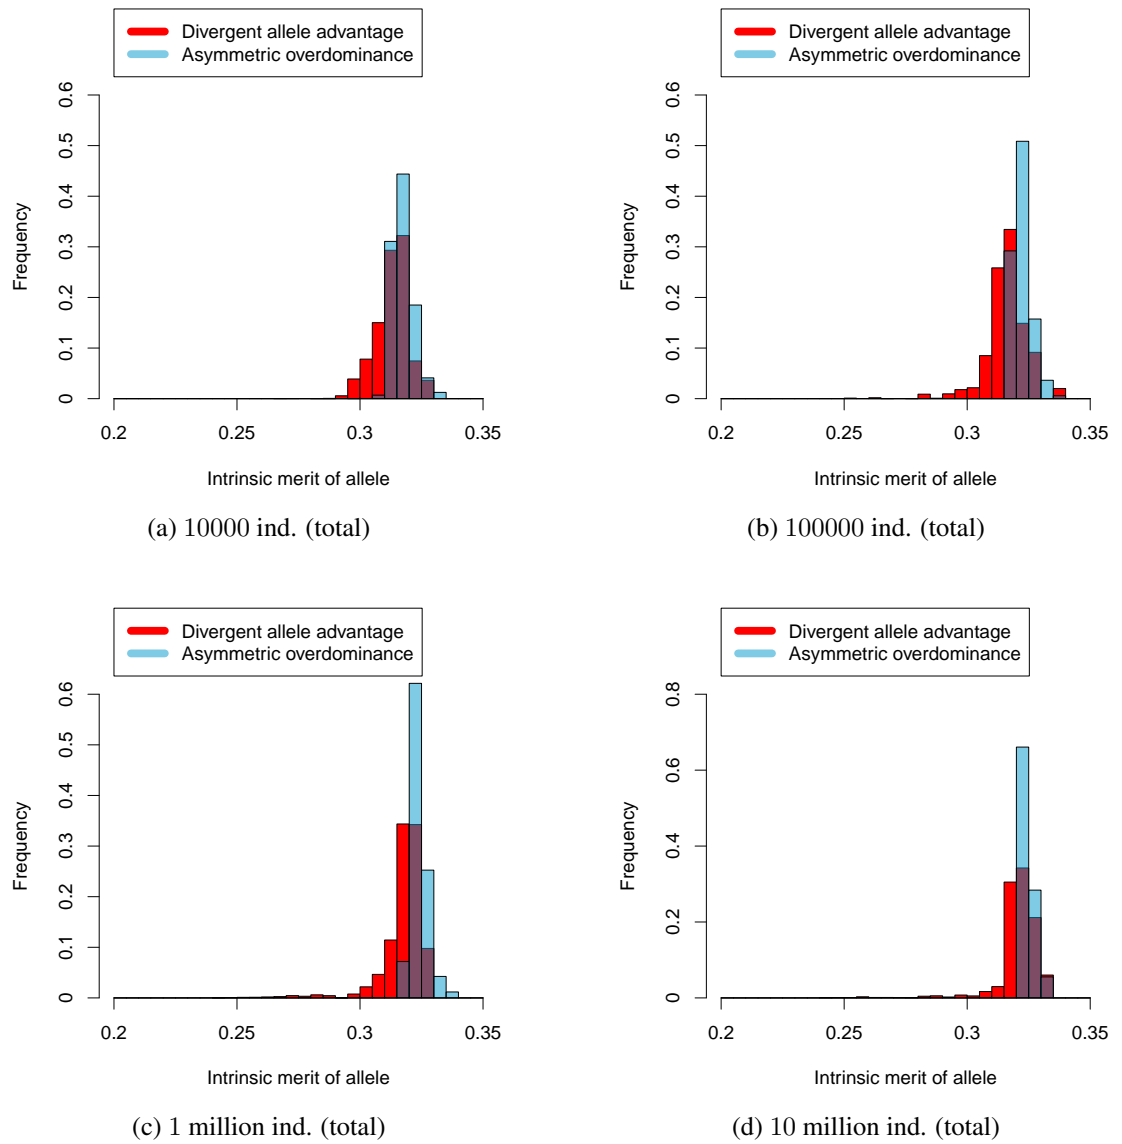 Divergent allele advantage
Asymmetric overdominance
0.6
0.5
0.4
0.3
0.2
0.1
0
Frequency
0.2 0.25 0.3 0.35
Intrinsic merit of allele
(a) 10000 ind. (total)
Divergent allele advantage
Asymmetric overdominance
0.6
0.5
0.4
0.3
0.2
0.1
0
Frequency
0.2 0.25 0.3 0.35
Intrinsic merit of allele
(b) 100000 ind. (total)
Divergent allele advantage
Asymmetric overdominance
0.6
0.5
0.4
0.3
0.2
0.1
0
Frequency
0.2 0.25 0.3 0.35
Intrinsic merit of allele
(c) 1 million ind. (total)
Divergent allele advantage
Asymmetric overdominance
0.8
0.6
0.4
0.2
0
Frequency
0.2 0.25 0.3 0.35
Intrinsic merit of allele
(d) 10 million ind. (total)